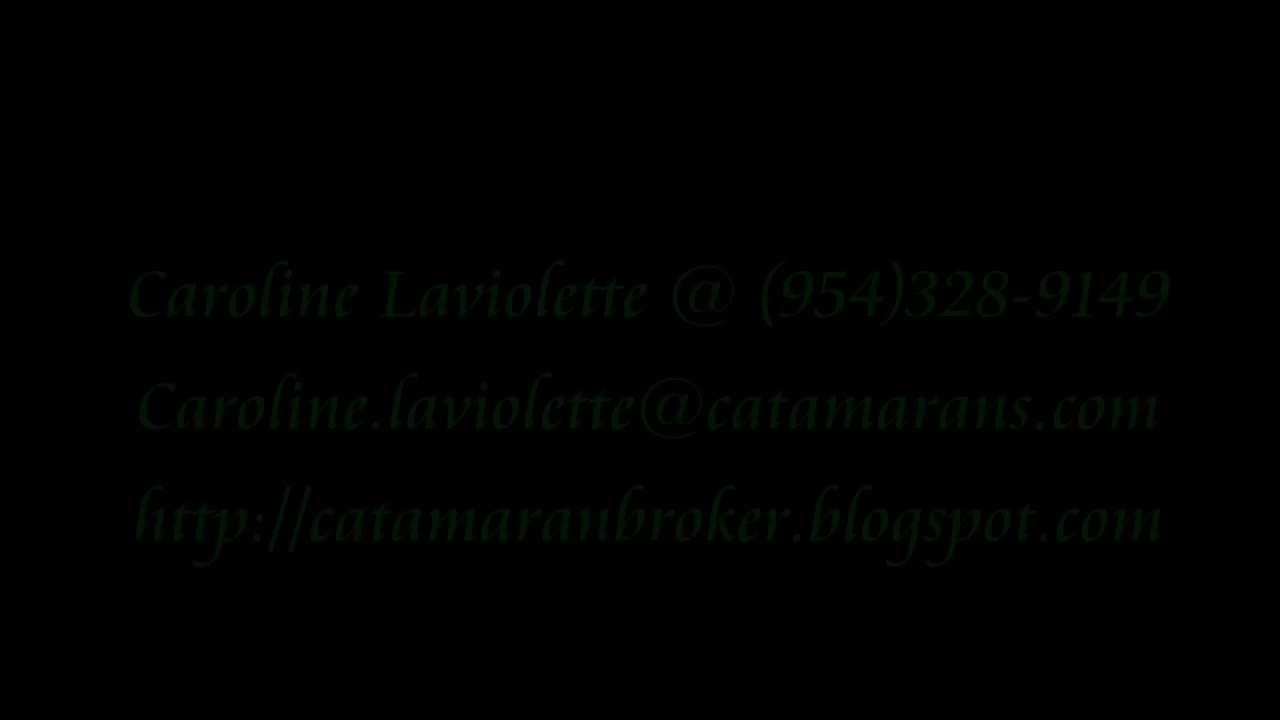 Caroline Laviolette @ (954)328-9149
Caroline.laviolette@catamarans.com
http://catamaranbroker.blogspot.com